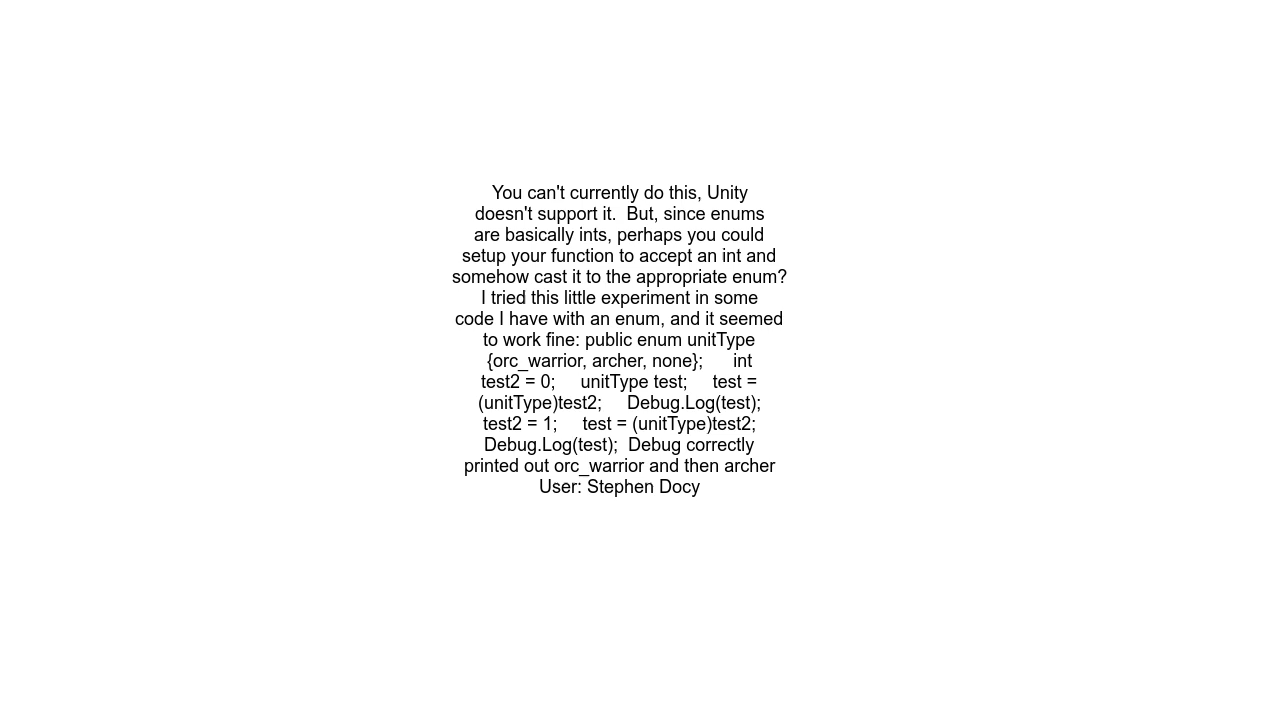 You can't currently do this, Unity
doesn't support it.  But, since enums
are basically ints, perhaps you could
setup your function to accept an int and
somehow cast it to the appropriate enum?
I tried this little experiment in some
code I have with an enum, and it seemed
to work fine: public enum unitType
{orc_warrior, archer, none};      int
test2 = 0;     unitType test;     test =
(unitType)test2;     Debug.Log(test);
test2 = 1;     test = (unitType)test2;
Debug.Log(test);  Debug correctly
printed out orc_warrior and then archer
User: Stephen Docy